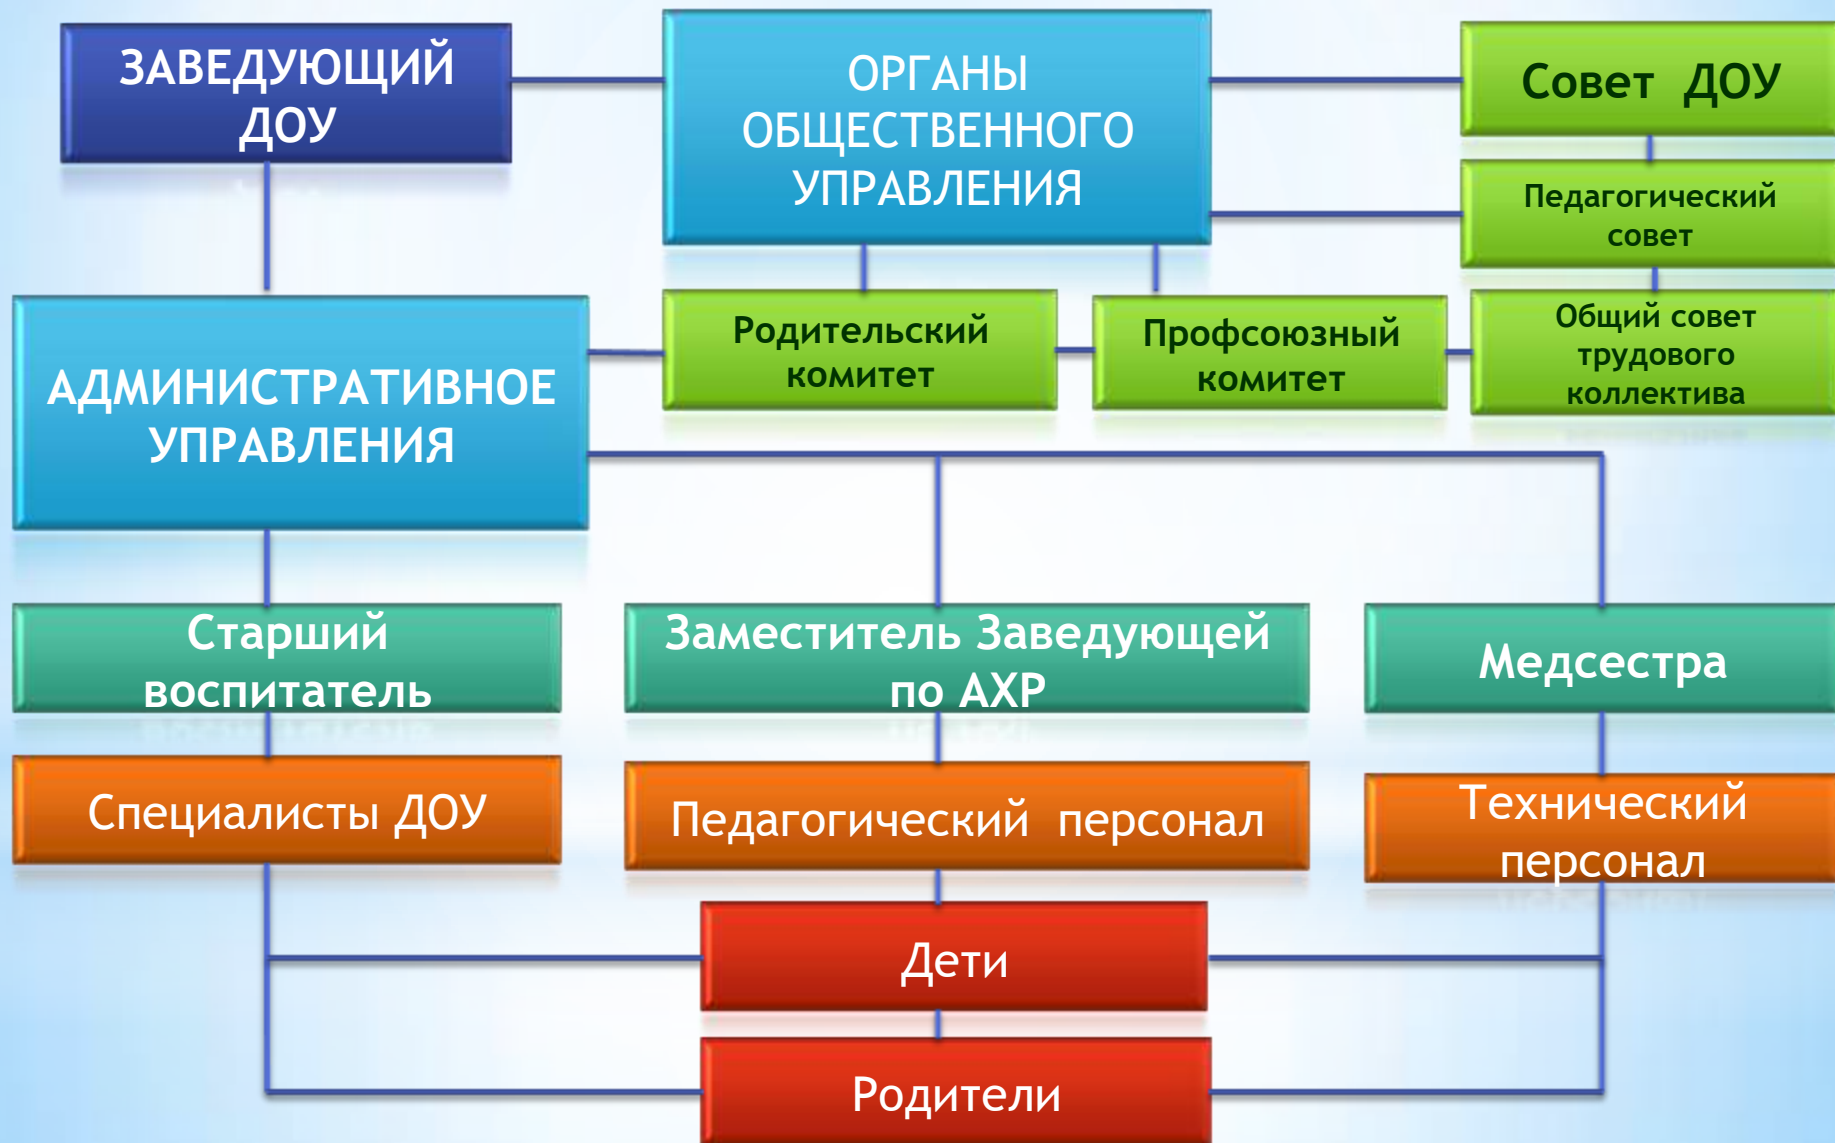 ЗАВЕДУЮЩИЙ
ДОУ
ОРГАНЫ
ОБЩЕСТВЕННОГО
УПРАВЛЕНИЯ
Совет ДОУ
Педагогический
совет
АДМИНИСТРАТИВНОЕ
УПРАВЛЕНИЯ
Родительский
комитет
Профсоюзный
комитет
Общий совет
трудового
коллектива
Старший
воспитатель
Заместитель Заведующей
по АХР
Медсестра
Специалисты ДОУ
Педагогический персонал
Технический
персонал
Дети
Родители